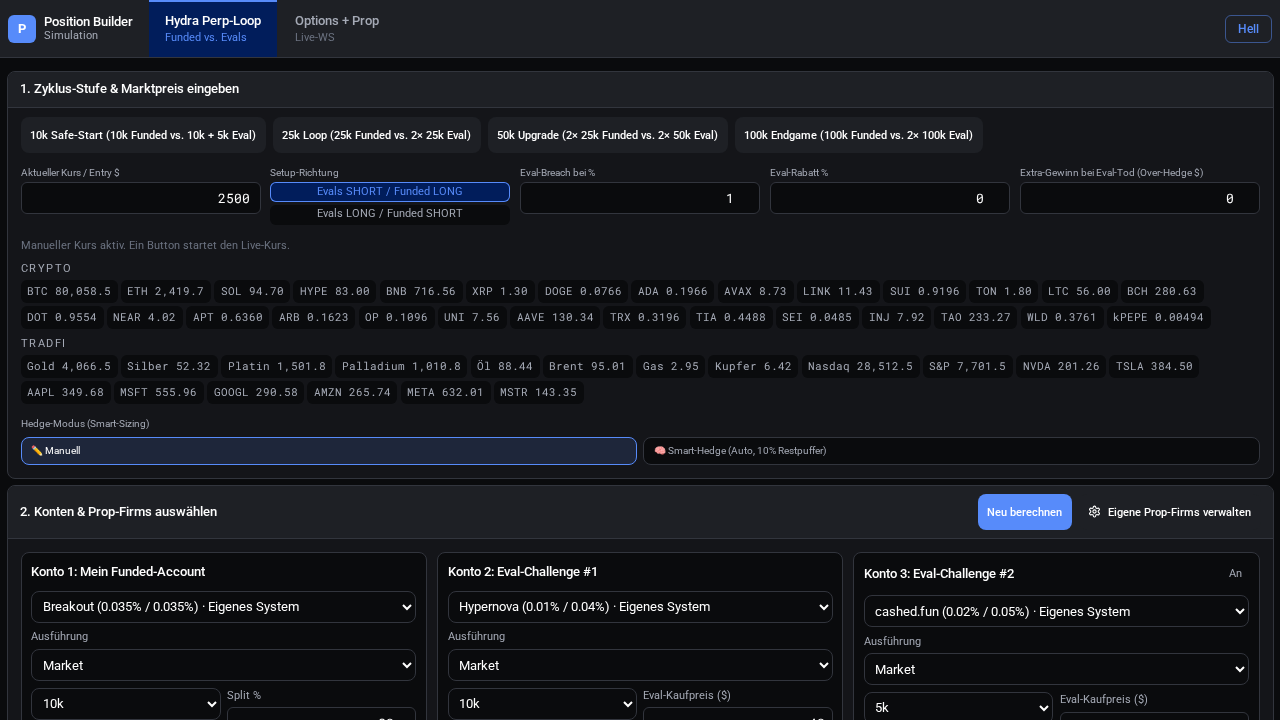 P
Position Builder
Simulation
Hydra Perp-Loop
Funded vs. Evals
Options + Prop
Live-WS
Hell
1. Zyklus-Stufe & Marktpreis eingeben
10k Safe-Start (10k Funded vs. 10k + 5k Eval)
25k Loop (25k Funded vs. 2× 25k Eval)
50k Upgrade (2× 25k Funded vs. 2× 50k Eval)
100k Endgame (100k Funded vs. 2× 100k Eval)
Aktueller Kurs / Entry $
Setup-Richtung
Eval-Breach bei %
Eval-Rabatt %
Extra-Gewinn bei Eval-Tod (Over-Hedge $)
2500
Evals SHORT / Funded LONG
Evals LONG / Funded SHORT
1
0
0
Manueller Kurs aktiv. Ein Button startet den Live-Kurs.
CRYPTO
BTC 80,058.5 ETH 2,419.7 SOL 94.70 HYPE 83.00 BNB 716.56 XRP 1.30 DOGE 0.0766 ADA 0.1966 AVAX 8.73 LINK 11.43 SUI 0.9196 TON 1.80 LTC 56.00 BCH 280.63
DOT 0.9554 NEAR 4.02 APT 0.6360 ARB 0.1623 OP 0.1096 UNI 7.56 AAVE 130.34 TRX 0.3196 TIA 0.4488 SEI 0.0485 INJ 7.92 TAO 233.27 WLD 0.3761 kPEPE 0.00494
TRADFI
Gold 4,066.5 Silber 52.32 Platin 1,501.8 Palladium 1,010.8 Öl 88.44 Brent 95.01 Gas 2.95 Kupfer 6.42 Nasdaq 28,512.5 S&P 7,701.5 NVDA 201.26 TSLA 384.50
AAPL 349.68 MSFT 555.96 GOOGL 290.58 AMZN 265.74 META 632.01 MSTR 143.35
Hedge-Modus (Smart-Sizing)
✏️ Manuell
🧠 Smart-Hedge (Auto, 10% Restpuffer)
2. Konten & Prop-Firms auswählen
Neu berechnen
Eigene Prop-Firms verwalten
Konto 1: Mein Funded-Account
Breakout (0.035% / 0.035%) · Eigenes System
Ausführung
Market
10k
Split %
Konto 2: Eval-Challenge #1
Hypernova (0.01% / 0.04%) · Eigenes System
Ausführung
Market
10k
Eval-Kaufpreis ($)
Konto 3: Eval-Challenge #2
An
cashed.fun (0.02% / 0.05%) · Eigenes System
Ausführung
Market
5k
Eval-Kaufpreis ($)